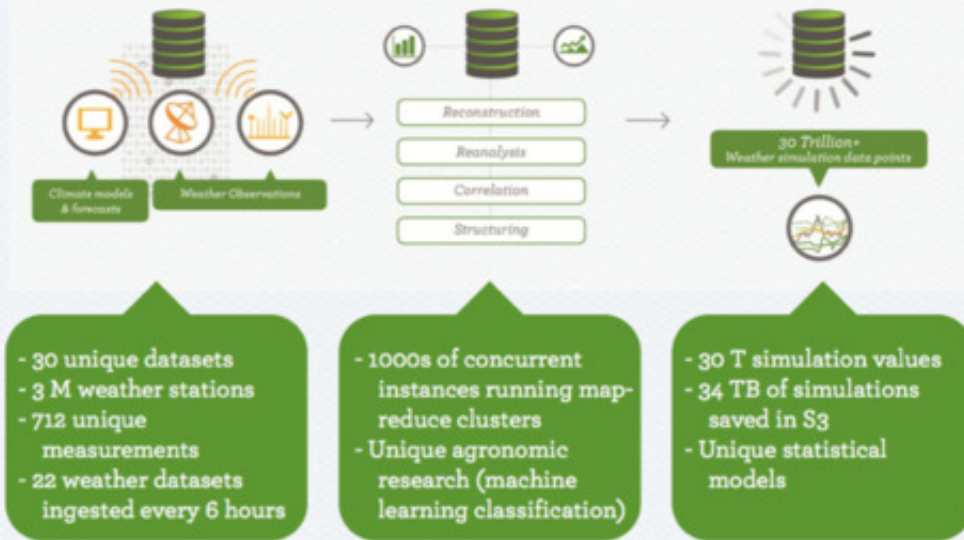 Reconstruction
Reanalysis
Correlation
Structuring
Climate models
& forecasts
Weather Observations
30 Trillion+
Weather simulation data points
- 30 unique datasets
- 3 M weather stations
- 712 unique
measurements
- 22 weather datasets
ingested every 6 hours
- 1000s of concurrent
instances running map-
reduce clusters
- Unique agronomic
research (machine
learning classification)
- 30 T simulation values
- 34 TB of simulations
saved in S3
- Unique statistical
models